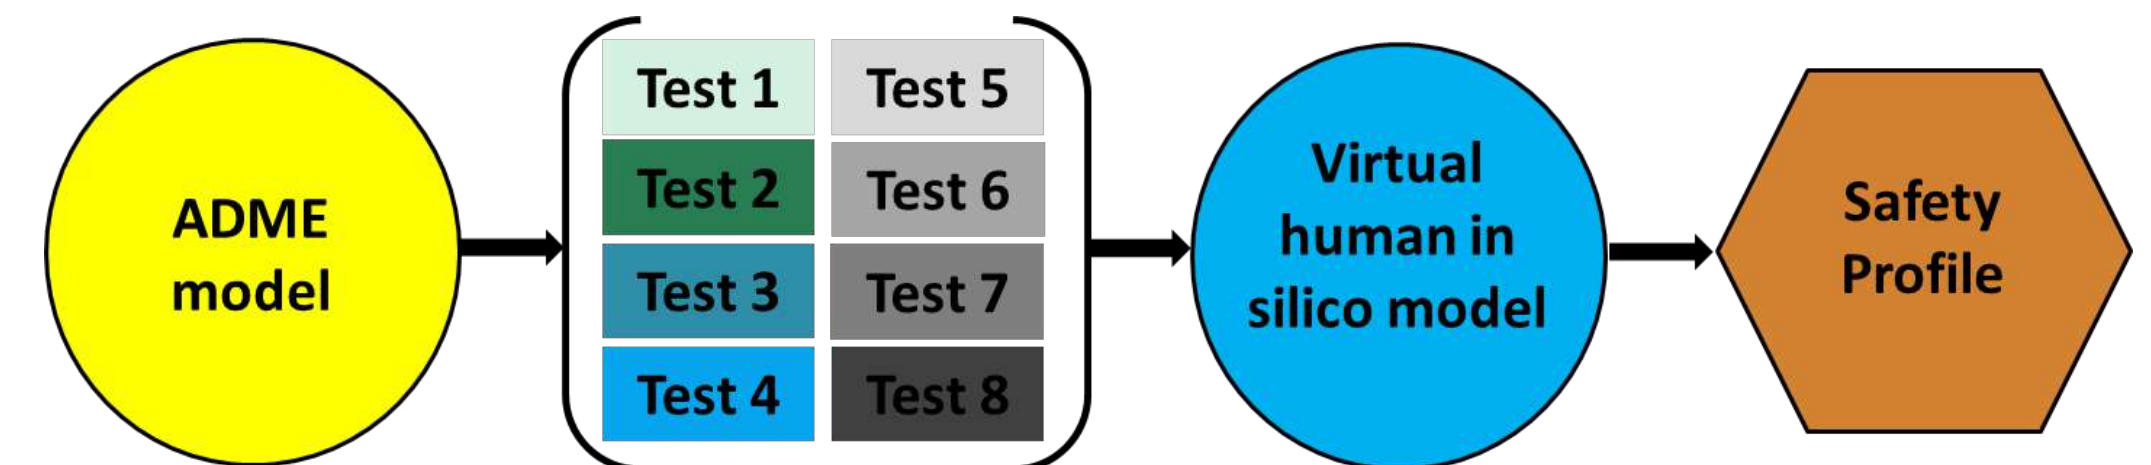 ADME
model
Test 1
Test 2
Test 3
Test 4
Test 5
Test 6
Test 7
Test 8
Virtual
human in
silico model
Safety
Profile